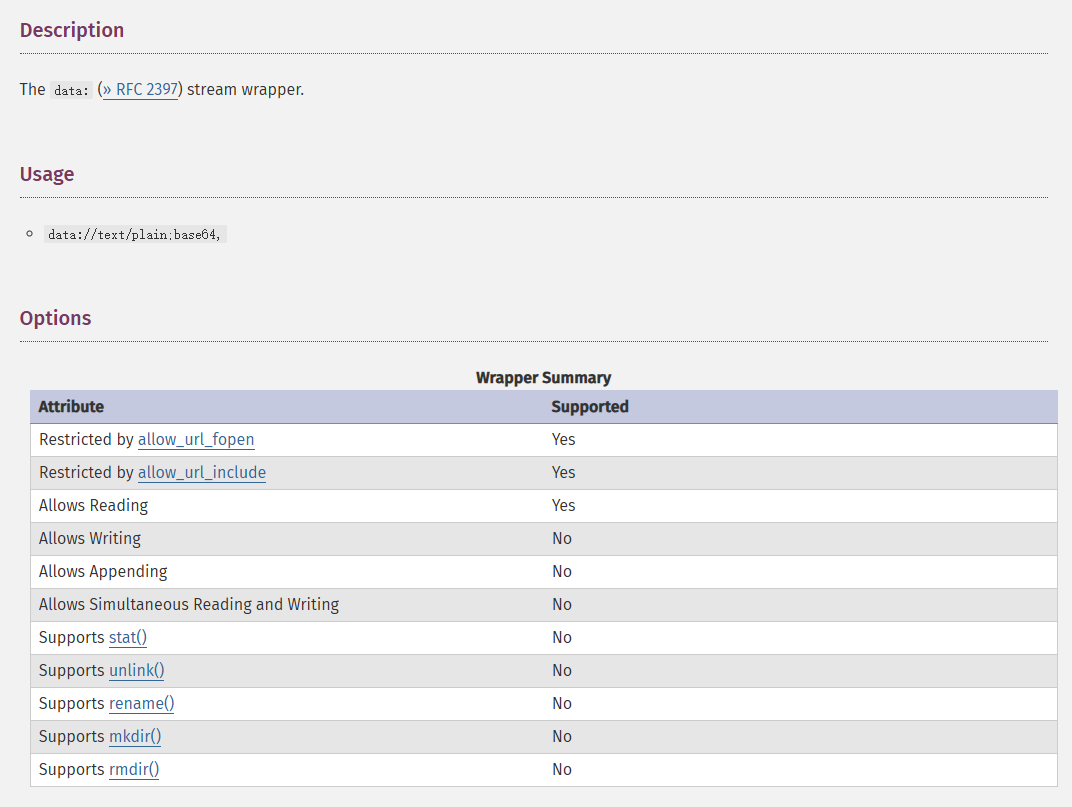 Description
The data: (» RFC 2397) stream wrapper.
Usage
data://text/plain;base64,
Options
Wrapper Summary
Attribute Supported
Restricted by allow_url_fopen Yes
Restricted by allow_url_include Yes
Allows Reading Yes
Allows Writing No
Allows Appending No
Allows Simultaneous Reading and Writing No
Supports stat() No
Supports unlink() No
Supports rename() No
Supports mkdir() No
Supports rmdir() No